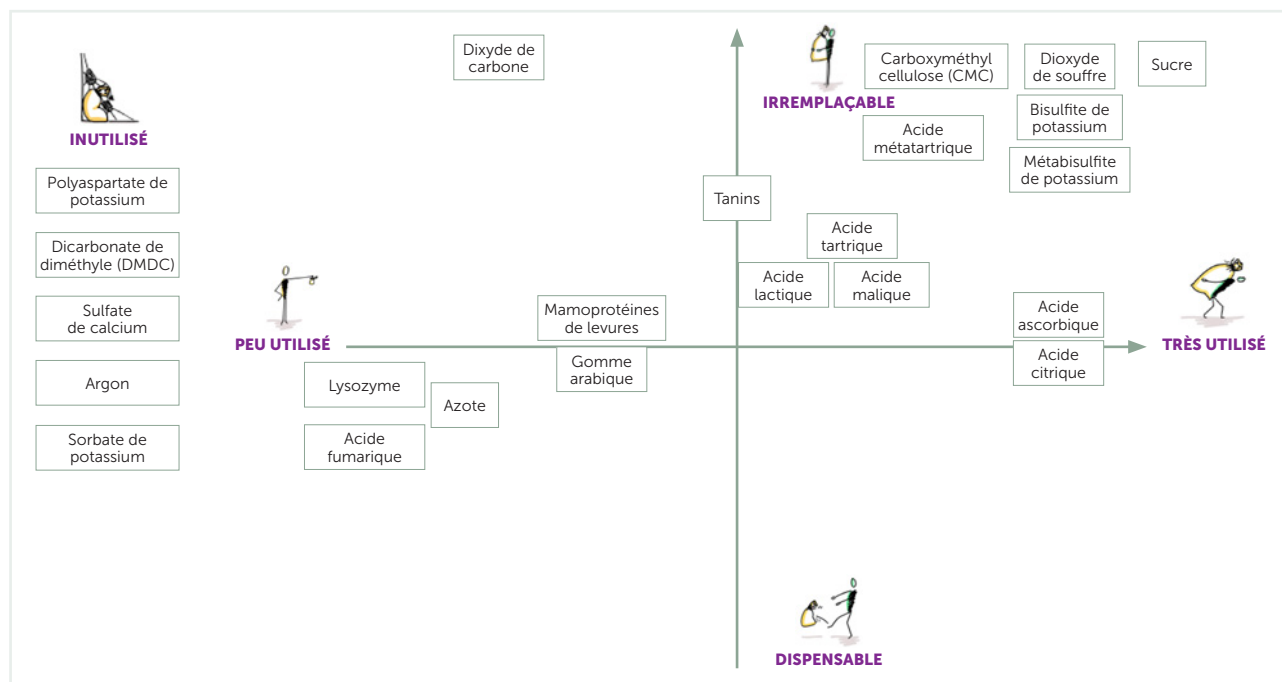 Dixyde de
carbone
Carboxyméthyl
cellulose (CMC)
Dioxyde
de souffre
Sucre
IRREMPLAÇABLE
Bisulfite de
potassium
INUTILISÉ
Acide
métatartrique
Métabisulfite
de potassium
Polyaspartate de
potassium
Tanins
Acide
tartrique
Dicarbonate de
diméthyle (DMDC)
Acide
lactique
Acide
malique
Sulfate
de calcium
Mamoprotéines
de levures
Acide
ascorbique
PEU UTILISÉ
TRÈS UTILISÉ
Gomme
arabique
Acide
citrique
Argon
Lysozyme
Azote
Sorbate de
potassium
Acide
fumarique
DISPENSABLE